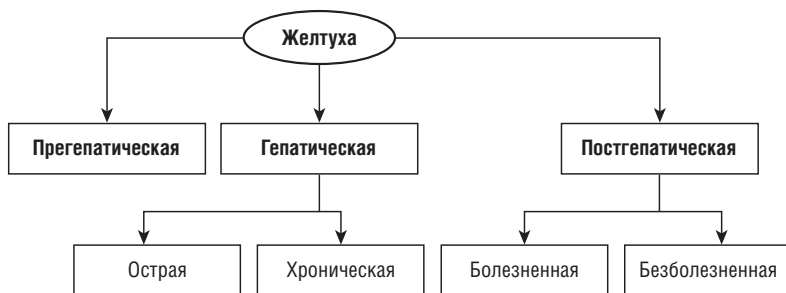 Желтуха
Прегепатическая
Гепатическая
Постгепатическая
Острая
Хроническая
Болезненная
Безболезненная